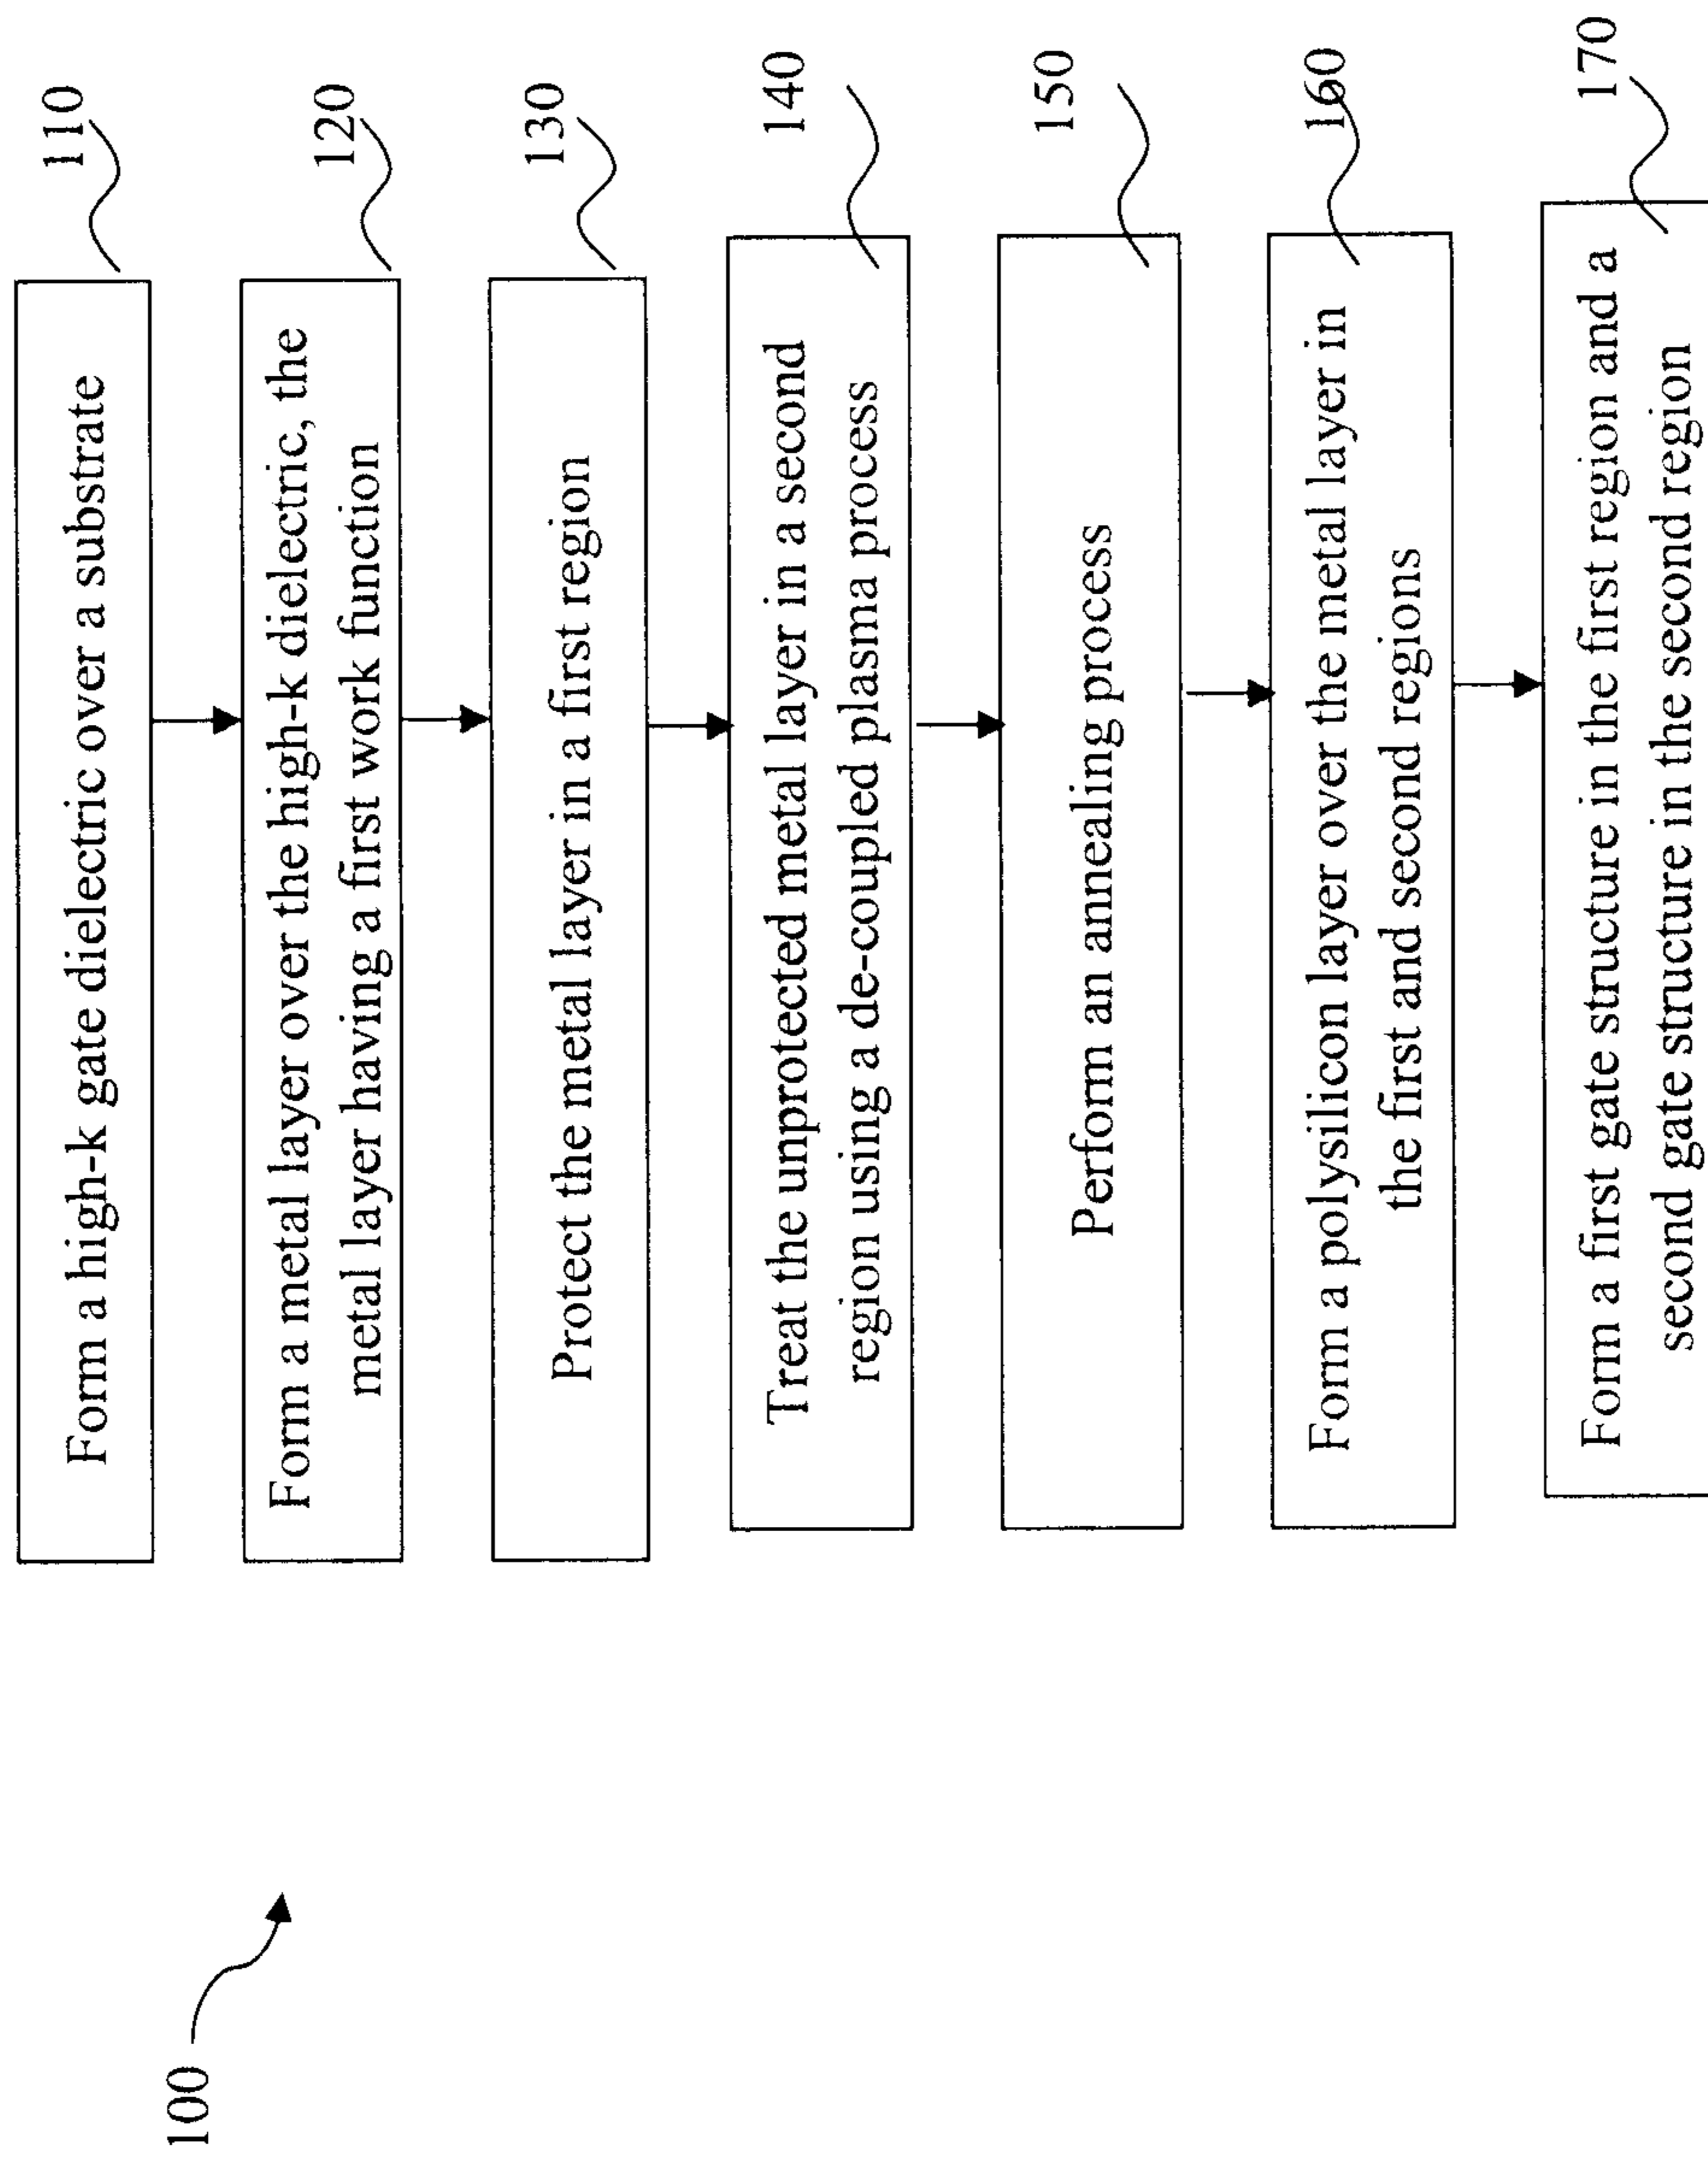 100
Form a high-k gate dielectric over a substrate
110
Form a metal layer over the high-k dielectric, the
metal layer having a first work function
120
Protect the metal layer in a first region
130
Treat the unprotected metal layer in a second
region using a de-coupled plasma process
140
Perform an annealing process
150
Form a polysilicon layer over the metal layer in
the first and second regions
160
Form a first gate structure in the first region and a
second gate structure in the second region
170